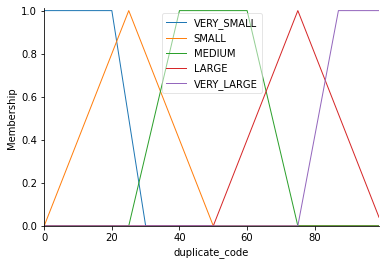 1.0
0.8
0.6
0.4
0.2
0.0
Membership
VERY_SMALL
SMALL
MEDIUM
LARGE
VERY_LARGE
0 20 40 60 80
duplicate_code